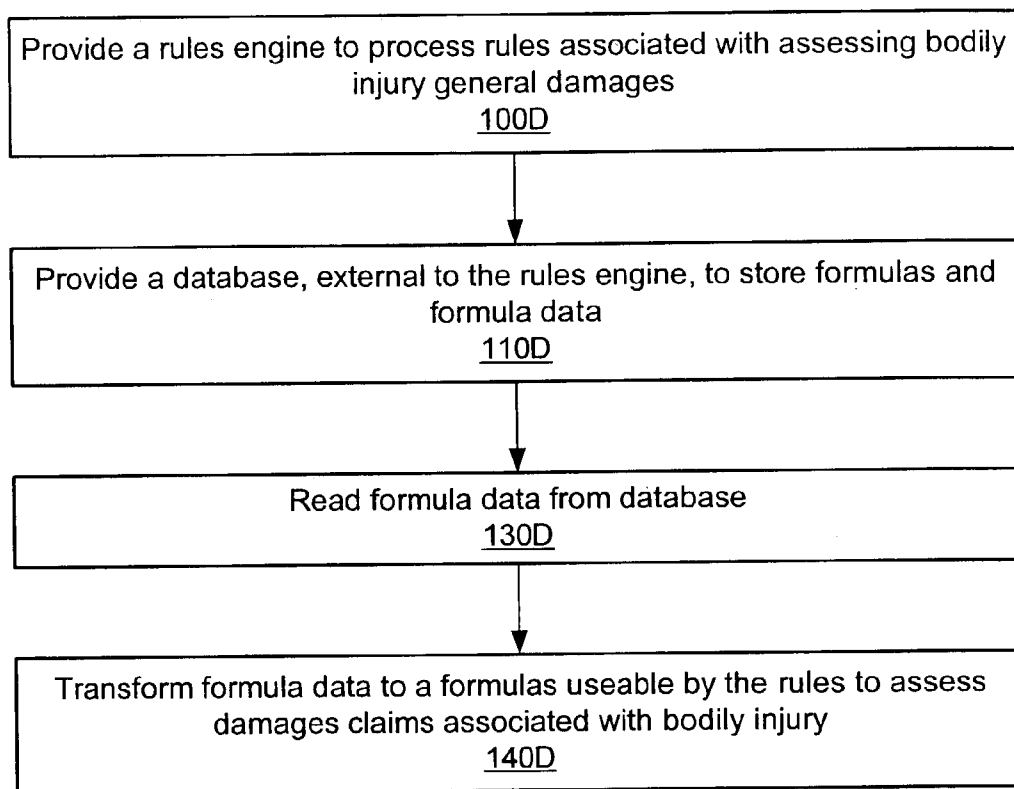 Provide a rules engine to process rules associated with assessing bodily
injury general damages
100D
Provide a database, external to the rules engine, to store formulas and
formula data
110D
Read formula data from database
130D
Transform formula data to a formulas useable by the rules to assess
damages claims associated with bodily injury
140D